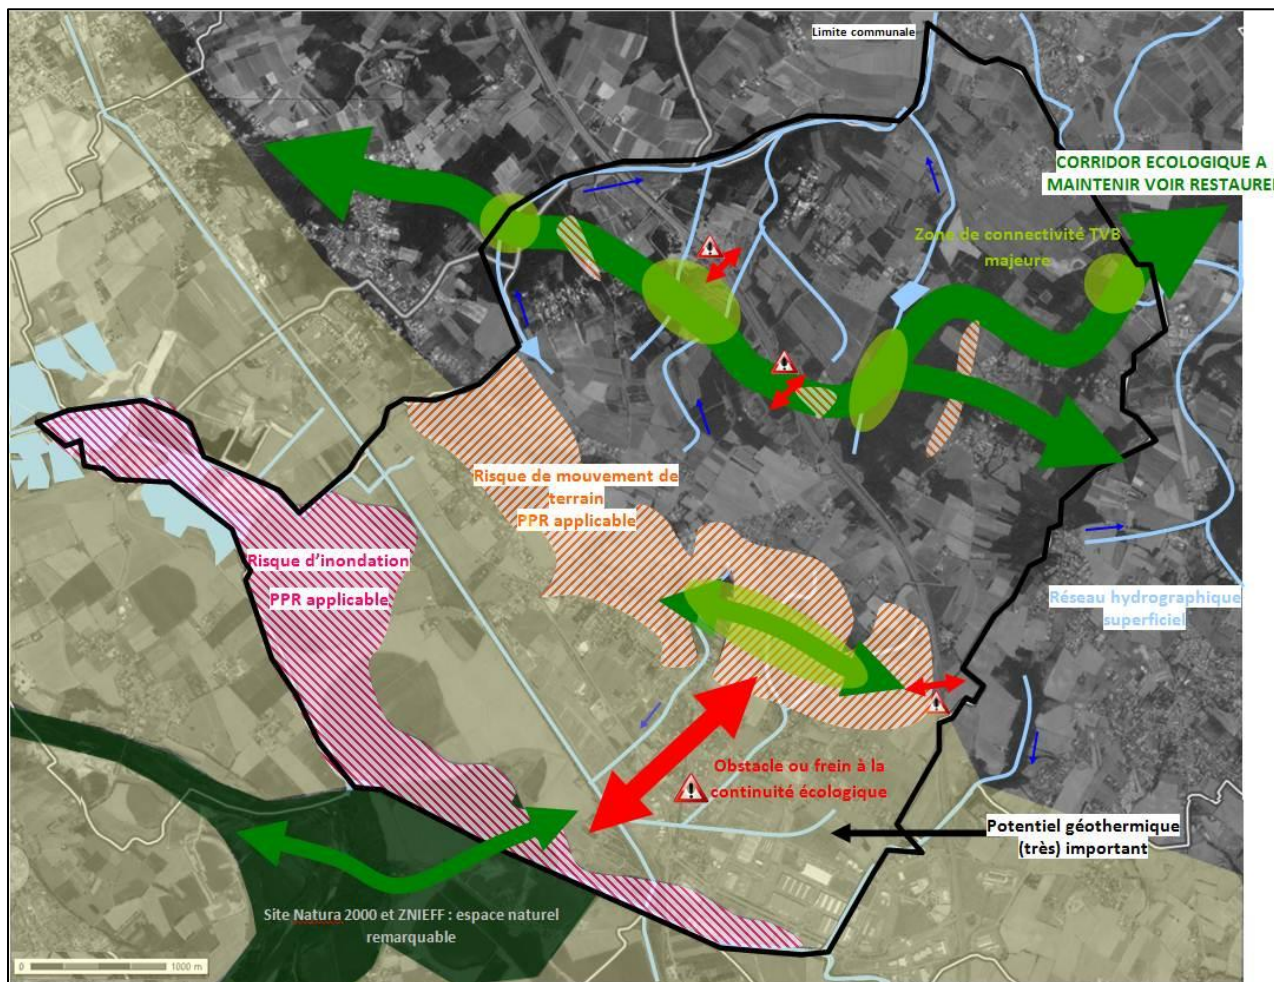 Limite communale
CORRIDOR ECOLOGIQUE A
MAINTENIR VOIR RESTAURE
Zone de connectivité TVB
majeure
Risque de mouvement de
terrain
PPR applicable
Risque d'inondation
PPR applicable
Réseau hydrographique
superficiel
Obstacle ou frein à la
continuité écologique
Potentiel géothermique
(très) important
Site Natura 2000 et ZNIEFF : espace naturel
remarquable
0 1000 m